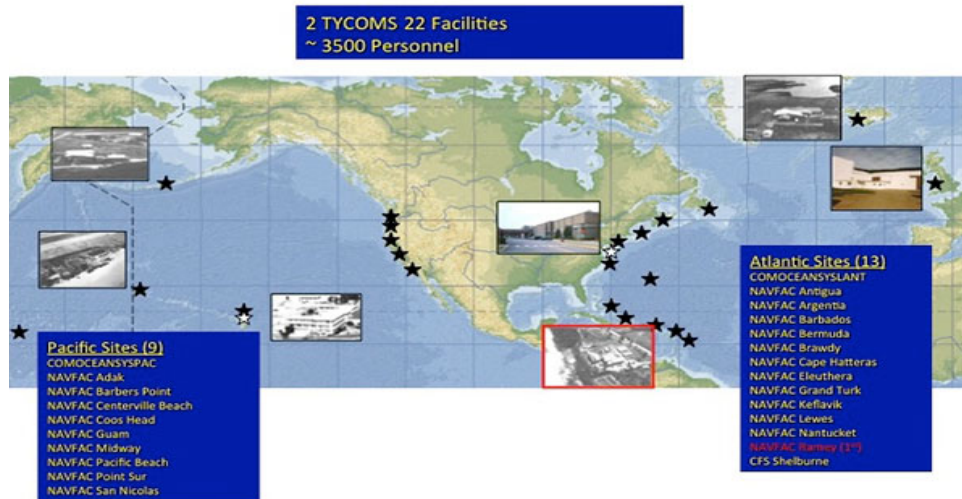 2 TYCOMS 22 Facilities
~ 3500 Personnel
Pacific Sites (9)
COMOCEANSYSPAC
NAVFAC Adak
NAVFAC Barbers Point
NAVFAC Centerville Beach
NAVFAC Coos Head
NAVFAC Guam
NAVFAC Midway
NAVFAC Pacific Beach
NAVFAC Point Sur
NAVFAC San Nicolas
Atlantic Sites (13)
COMOCEANSYSLANT
NAVFAC Antigua
NAVFAC Argentia
NAVFAC Barbados
NAVFAC Bermuda
NAVFAC Brawdy
NAVFAC Cape Hatteras
NAVFAC Eleuthera
NAVFAC Grand Turk
NAVFAC Keflavik
NAVFAC Lewes
NAVFAC Nantucket
NAVFAC Ramey (1st)
CFS Shelburne